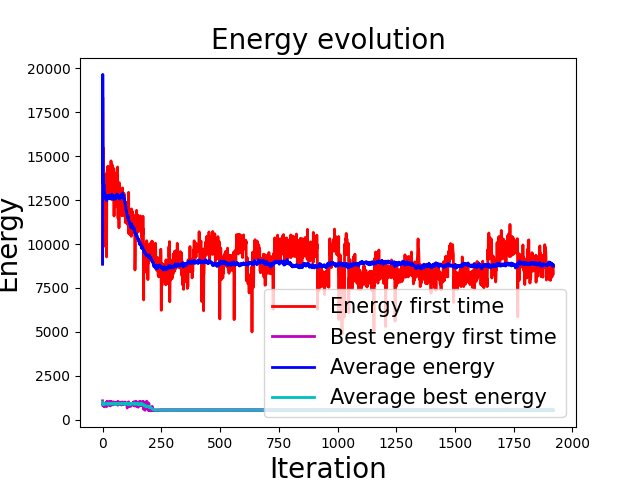 Energy evolution
Energy
20000
17500
15000
12500
10000
7500
5000
2500
0
Energy first time
Best energy first time
Average energy
Average best energy
0 250 500 750 1000 1250 1500 1750 2000
Iteration